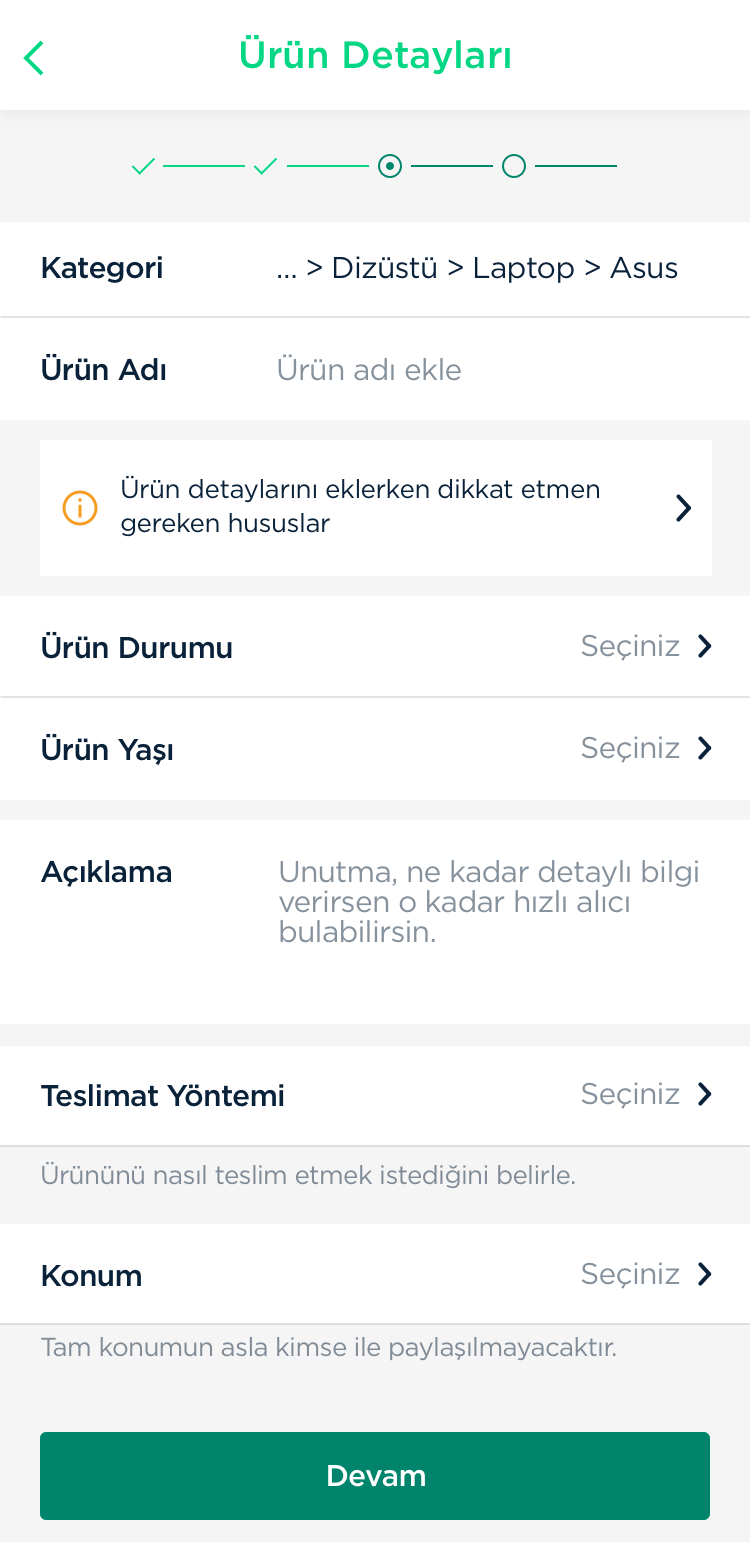 Ürün Detayları
Kategori ... > Dizüstü > Laptop > Asus
Ürün Adı Ürün adı ekle
Ürün detaylarını eklerken dikkat etmen
gereken hususlar
Ürün Durumu Seçiniz
Ürün Yaşı Seçiniz
Açıklama Unutma, ne kadar detaylı bilgi
verirsen o kadar hızlı alıcı
bulabilirsin.
Teslimat Yöntemi Seçiniz
Ürününü nasıl teslim etmek istediğini belirle.
Konum Seçiniz
Tam konumun asla kimse ile paylaşılmayacaktır.
Devam